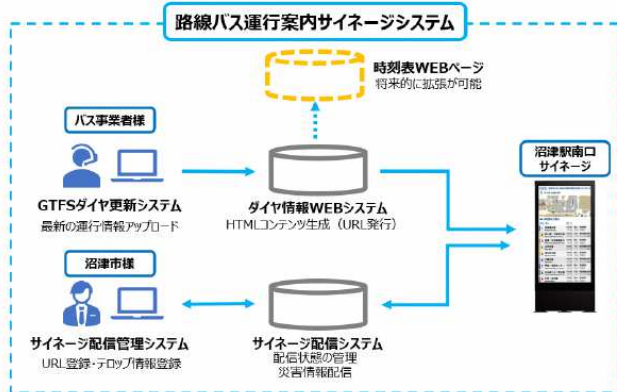 路線バス運行案内サイネージシステム
時刻表WEBページ
将来的に拡張が可能
バス事業者様
沼津駅南口
サイネージ
GTFSダイヤ更新システム
最新の運行情報アップロード
ダイヤ情報WEBシステム
HTMLコンテンツ生成（URL発行）
沼津市様
サイネージ配信管理システム
URL登録・テロップ情報登録
サイネージ配信システム
配信状態の管理
災害情報配信